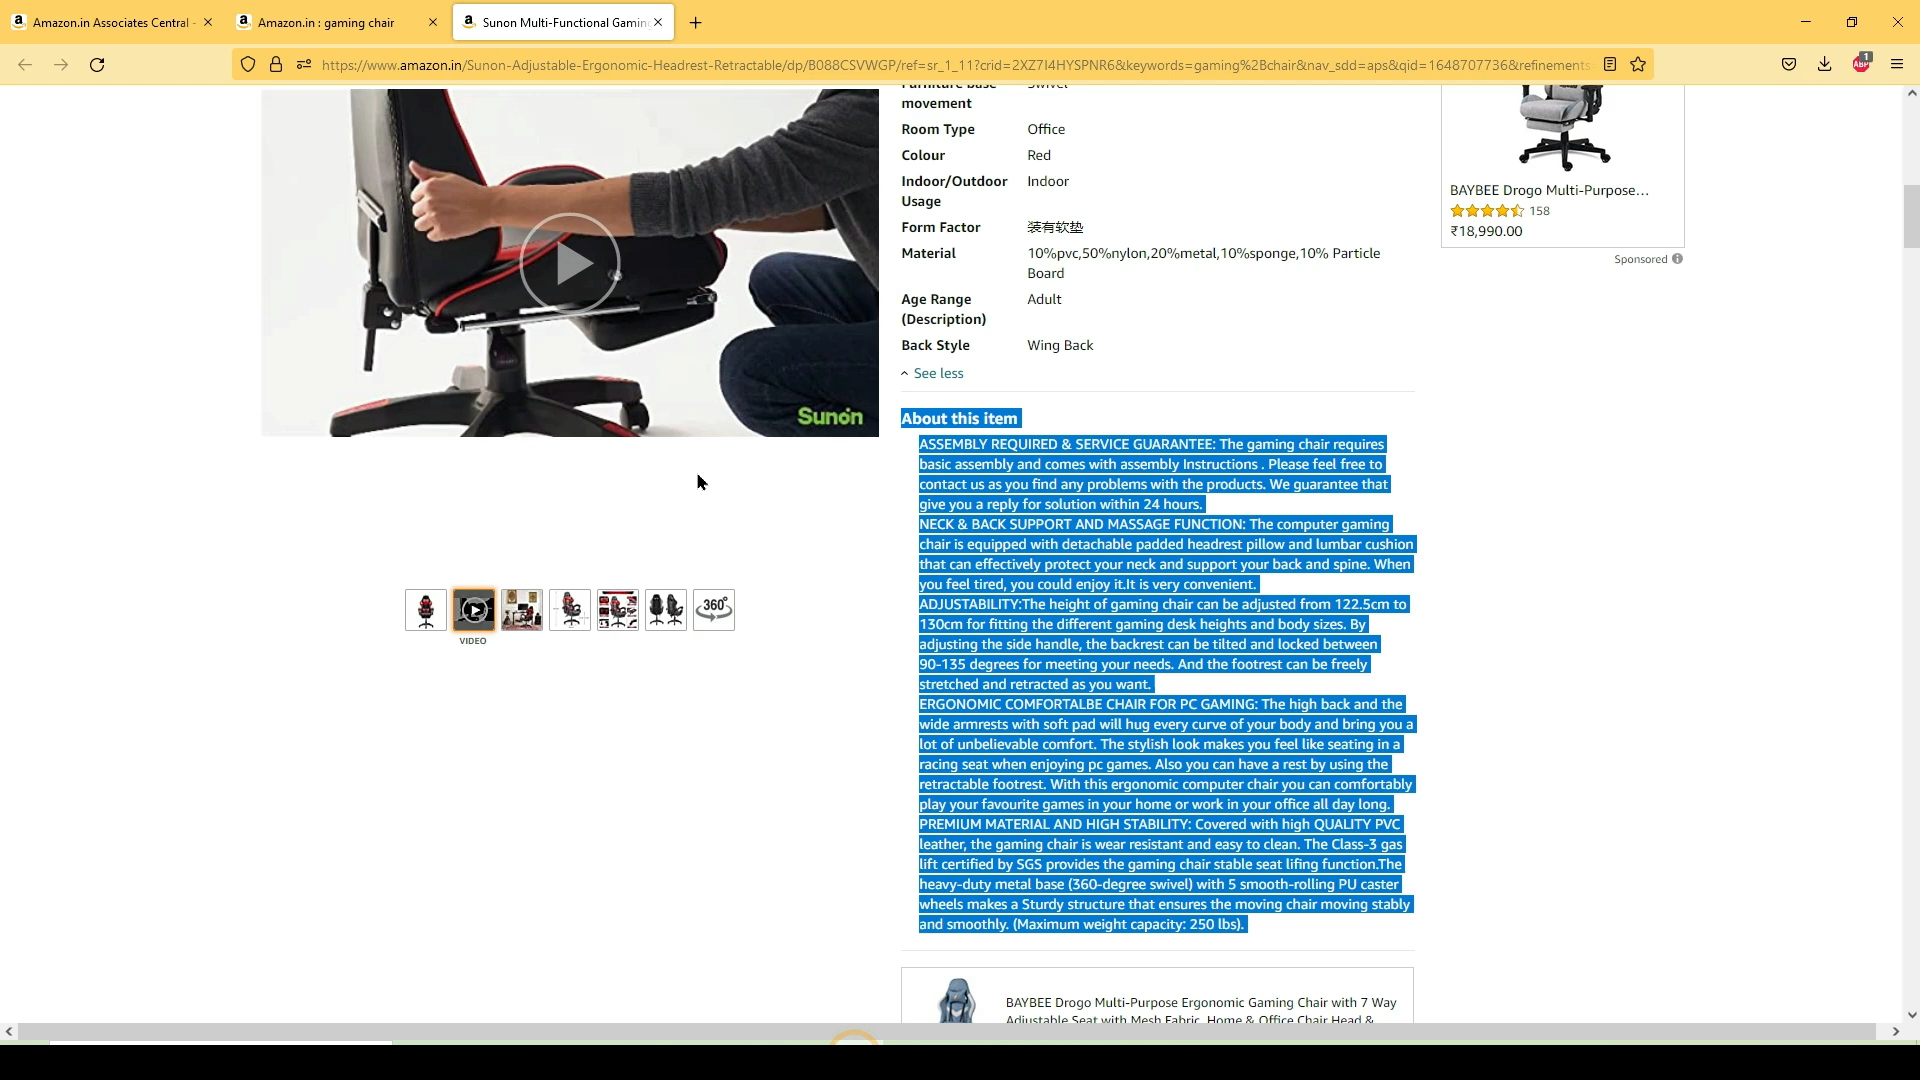 Amazon.in Associates Central -
Amazon.in : gaming chair
Sunon Multi-Functional Gaming
https://www.amazon.in/Sunon-Adjustable-Ergonomic-Headrest-Retractable/dp/B088CSVWGP/ref=sr_1_11?crid=2XZ7I4HYSPNR6&keywords=gaming%2Bchair&nav_sdd=aps&qid=1648707736&refinements
ABP
1
Furniture base Swivel
movement
Room Type Office
Colour Red
Indoor/Outdoor Indoor
Usage
Form Factor 装有软垫
Material 10%pvc,50%nylon,20%metal,10%sponge,10% Particle
Board
Age Range Adult
(Description)
Back Style Wing Back
See less
About this item
ASSEMBLY REQUIRED & SERVICE GUARANTEE: The gaming chair requires
basic assembly and comes with assembly Instructions . Please feel free to
contact us as you find any problems with the products. We guarantee that
give you a reply for solution within 24 hours.
NECK & BACK SUPPORT AND MASSAGE FUNCTION: The computer gaming
chair is equipped with detachable padded headrest pillow and lumbar cushion
that can effectively protect your neck and support your back and spine. When
you feel tired, you could enjoy it.It is very convenient.
ADJUSTABILITY:The height of gaming chair can be adjusted from 122.5cm to
130cm for fitting the different gaming desk heights and body sizes. By
adjusting the side handle, the backrest can be tilted and locked between
90-135 degrees for meeting your needs. And the footrest can be freely
stretched and retracted as you want.
ERGONOMIC COMFORTALBE CHAIR FOR PC GAMING: The high back and the
wide armrests with soft pad will hug every curve of your body and bring you a
lot of unbelievable comfort. The stylish look makes you feel like seating in a
racing seat when enjoying pc games. Also you can have a rest by using the
retractable footrest. With this ergonomic computer chair you can comfortably
play your favourite games in your home or work in your office all day long.
PREMIUM MATERIAL AND HIGH STABILITY: Covered with high QUALITY PVC
leather, the gaming chair is wear resistant and easy to clean. The Class-3 gas
lift certified by SGS provides the gaming chair stable seat lifing function.The
heavy-duty metal base (360-degree swivel) with 5 smooth-rolling PU caster
wheels makes a Sturdy structure that ensures the moving chair moving stably
and smoothly. (Maximum weight capacity: 250 lbs).
BAYBEE Drogo Multi-Purpose Ergonomic Gaming Chair with 7 Way
Adjustable Seat with Mesh Fabric, Home & Office Chair Head &
Sunon
360°
VIDEO
BAYBEE Drogo Multi-Purpose...
158
₹18,990.00
Sponsored